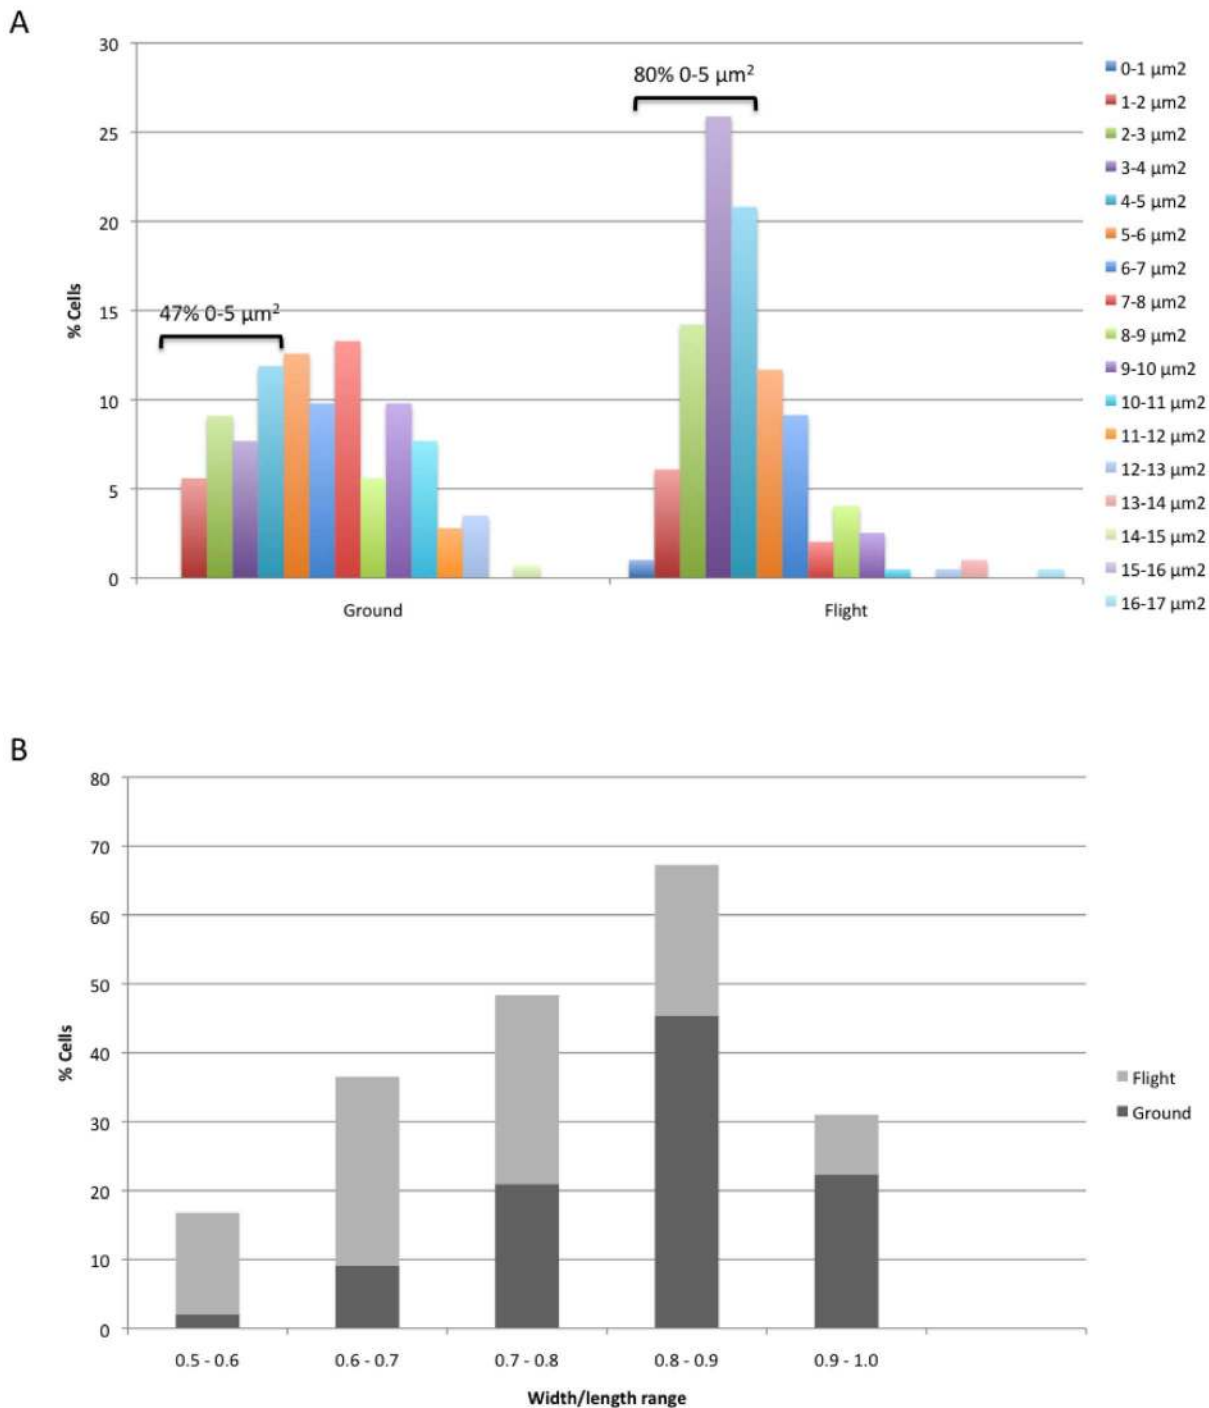 A
30
25
20
15
10
5
0
% Cells
47% 0-5 µm²
80% 0-5 µm²
Ground
Flight
0-1 µm2
1-2 µm2
2-3 µm2
3-4 µm2
4-5 µm2
5-6 µm2
6-7 µm2
7-8 µm2
8-9 µm2
9-10 µm2
10-11 µm2
11-12 µm2
12-13 µm2
13-14 µm2
14-15 µm2
15-16 µm2
16-17 µm2
B
80
70
60
50
40
30
20
10
0
% Cells
0.5 - 0.6
0.6 - 0.7
0.7 - 0.8
0.8 - 0.9
0.9 - 1.0
Width/length range
Flight
Ground